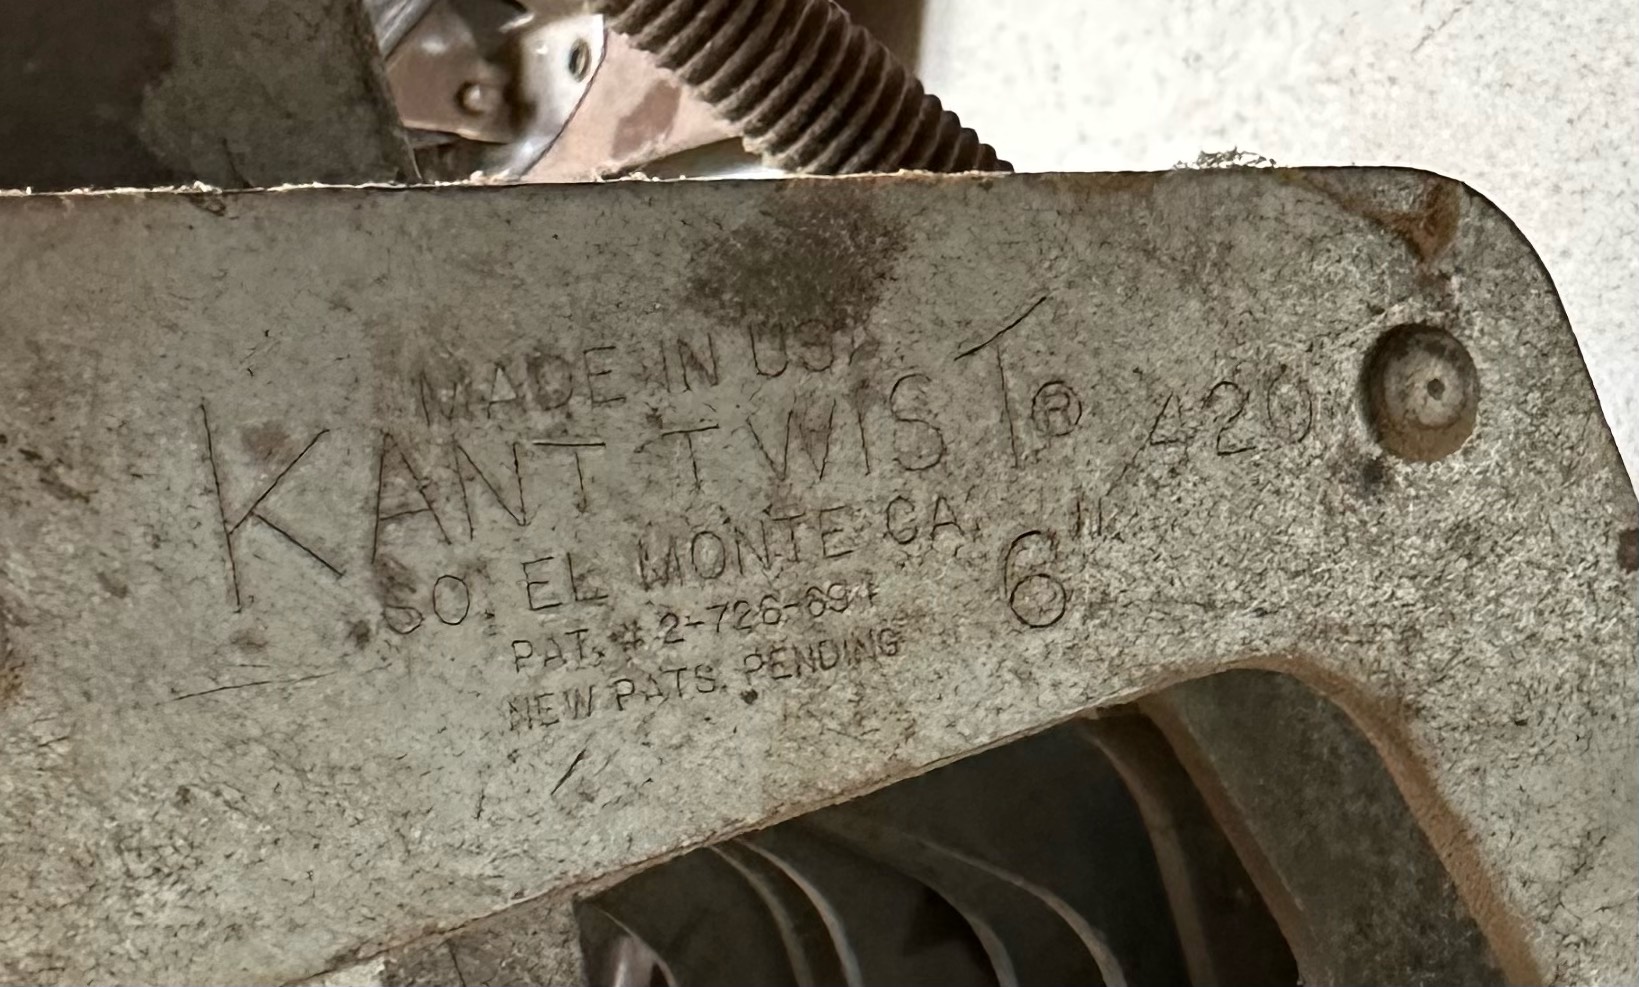 MADE IN USA
KANT TWIST® 420
SO. EL MONTE CA. 6"
PAT. # 2-726-694
NEW PATS. PENDING